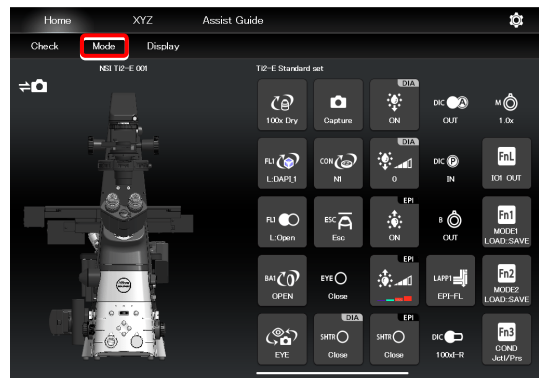 Home XYZ Assist Guide
Check Mode Display
NSI Ti2-E 001 Ti2-E Standard set
DIA
100x Dry Capture ON DIC OUT M 1.0x
DIA
FL1 L:DAPI_1 CON N1 0 DIC P IN FnL IO1 OUT
EPI
FL1 L:Open ESC Esc ON B OUT Fn1 MODE1 LOAD:SAVE
EPI
BA1 OPEN EYE Close LAPP1 EPI-FL Fn2 MODE2 LOAD:SAVE
DIA EPI
EYE SHTR Close SHTR Close DIC 100xI-R Fn3 COND Jctl/Prs